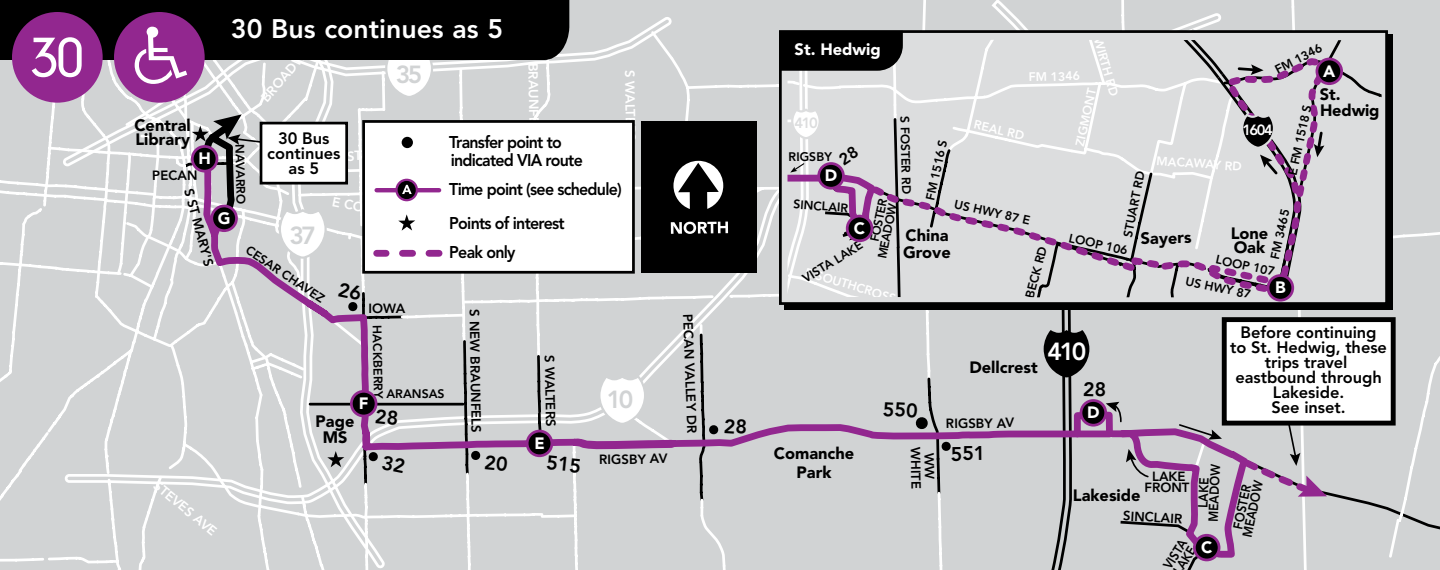 30
30 Bus continues as 5
35
BROAD
S WALT
Central
Library
H
PECAN
NAVARRO
30 Bus
continues
as 5
G
S ST MARY'S
E CO
37
CESAR CHAVEZ
Transfer point to
indicated VIA route
A
Time point (see schedule)
Points of interest
Peak only
NORTH
St. Hedwig
410
RIGSBY
D
28
SINCLAIR
C
VISTA LAKE
FOSTER
MEADOW
S FOSTER RD
FM 1516 S
China
Grove
US HWY 87 E
FM 1346
WIRTH RD
REAL RD
ZIGMONT
MACAWAY RD
STUART RD
BECK RD
LOOP 106
Sayers
Lone
Oak
LOOP 107
US HWY 87
B
FM 3465
1604
E FM 1518 S
FM 1346
A
St.
Hedwig
OUTHCROSS
26
IOWA
HACKBERRY
ARANSAS
F
28
Page
MS
32
S NEW BRAUNFELS
20
S WALTERS
E
515
10
RIGSBY AV
PECAN VALLEY DR
28
Comanche
Park
550
551
WW
WHITE
RIGSBY AV
Dellcrest
410
28
D
Before continuing
to St. Hedwig, these
trips travel
eastbound through
Lakeside.
See inset.
LAKE
FRONT
Lakeside
LAKE
MEADOW
FOSTER
MEADOW
SINCLAIR
VISTA
LAKE
C
STEVES AVE